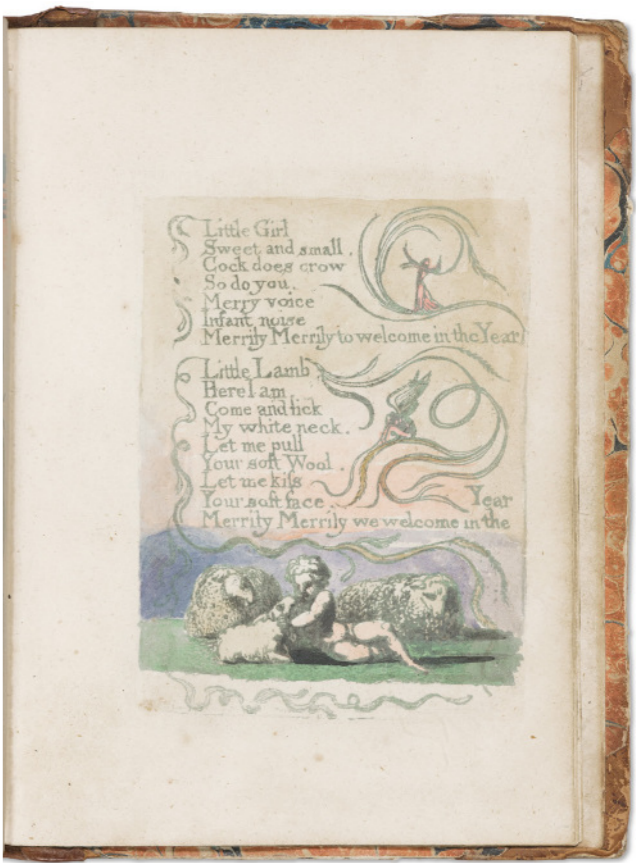 Little Girl
Sweet and small.
Cock does crow
So do you.
Merry voice
Infant noise
Merrily Merrily to welcome in the Year
Little Lamb
Here I am,
Come and lick
My white neck.
Let me pull
Your soft Wool.
Let me kiss
Your soft face
Year
Merrily Merrily we welcome in the